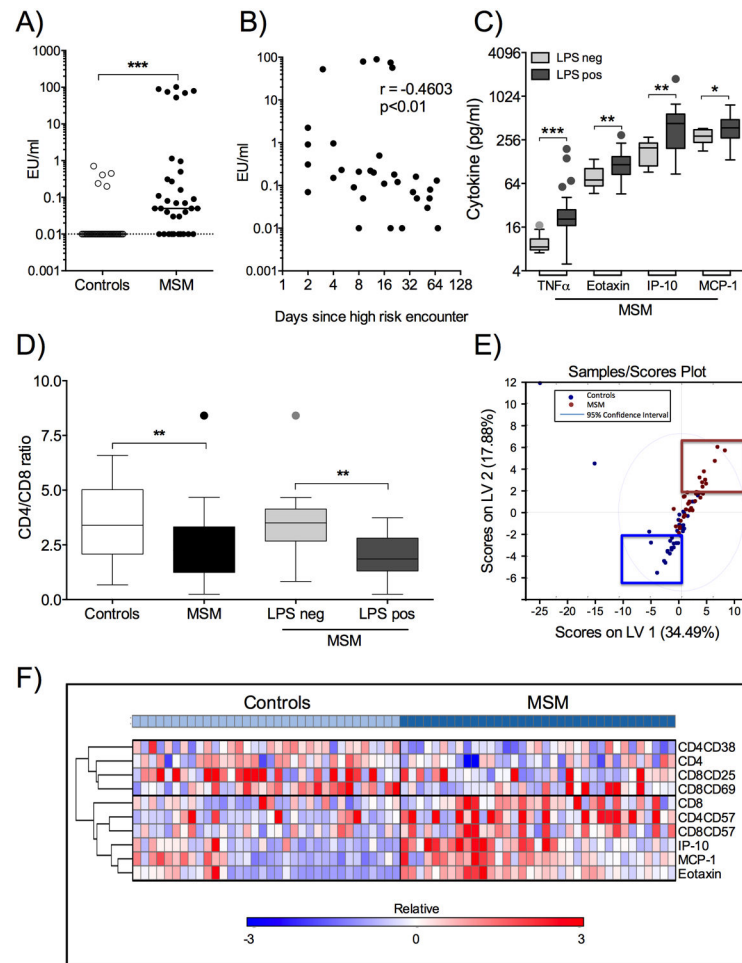 A)
B)
C)
1000
100
10
1
0.1
0.01
0.001
EU/ml
***
Controls
MSM
1000
100
10
1
0.1
0.01
0.001
EU/ml
r = -0.4603
p<0.01
1
2
4
8
16
32
64
128
Days since high risk encounter
4096
1024
256
64
16
4
Cytokine (pg/ml)
LPS neg
LPS pos
***
**
**
*
TNFα
Eotaxin
IP-10
MCP-1
MSM
D)
10.0
7.5
5.0
2.5
0.0
CD4/CD8 ratio
**
**
Controls
MSM
LPS neg
LPS pos
MSM
E)
Samples/Scores Plot
12
10
8
6
4
2
0
-2
-4
-6
Scores on LV 2 (17.88%)
Controls
MSM
95% Confidence Interval
-25
-20
-15
-10
-5
0
5
10
Scores on LV 1 (34.49%)
F)
Controls
MSM
CD4CD38
CD4
CD8CD25
CD8CD69
CD8
CD4CD57
CD8CD57
IP-10
MCP-1
Eotaxin
Relative
-3
0
3